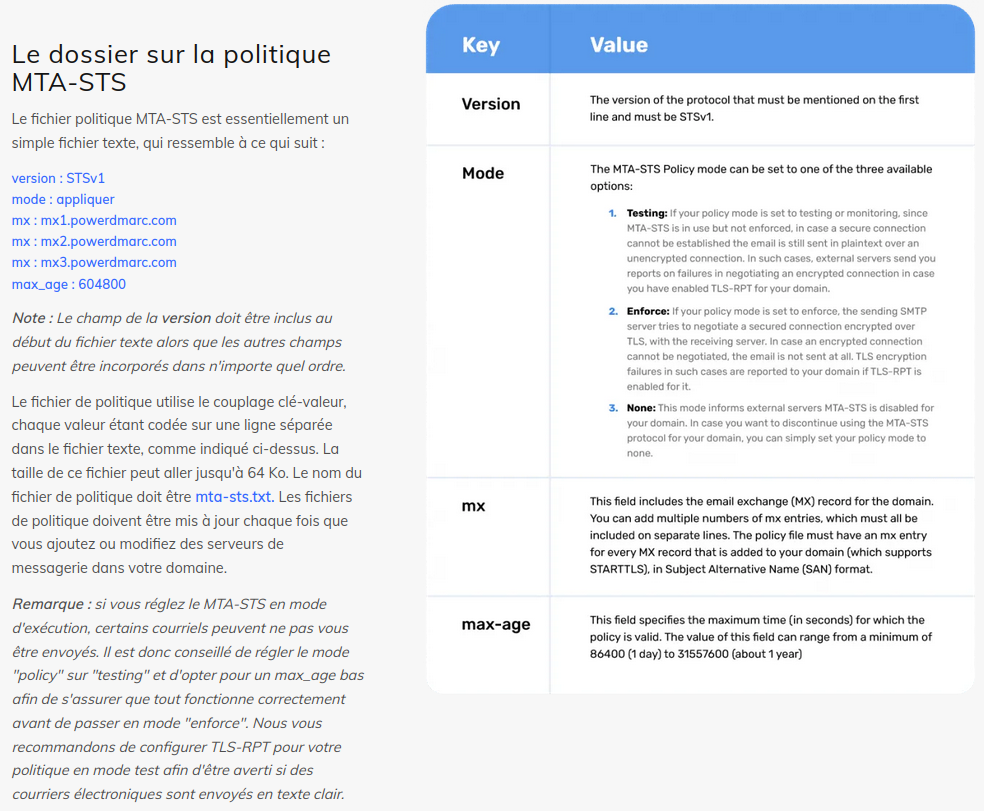 Le dossier sur la politique
MTA-STS
Le fichier politique MTA-STS est essentiellement un
simple fichier texte, qui ressemble à ce qui suit :
version : STSv1
mode : appliquer
mx : mx1.powerdmarc.com
mx : mx2.powerdmarc.com
mx : mx3.powerdmarc.com
max_age : 604800
Note : Le champ de la version doit être inclus au
début du fichier texte alors que les autres champs
peuvent être incorporés dans n'importe quel ordre.
Le fichier de politique utilise le couplage clé-valeur,
chaque valeur étant codée sur une ligne séparée
dans le fichier texte, comme indiqué ci-dessus. La
taille de ce fichier peut aller jusqu'à 64 Ko. Le nom du
fichier de politique doit être mta-sts.txt. Les fichiers
de politique doivent être mis à jour chaque fois que
vous ajoutez ou modifiez des serveurs de
messagerie dans votre domaine.
Remarque : si vous réglez le MTA-STS en mode
d'exécution, certains courriels peuvent ne pas vous
être envoyés. Il est donc conseillé de régler le mode
"policy" sur "testing" et d'opter pour un max_age bas
afin de s'assurer que tout fonctionne correctement
avant de passer en mode "enforce". Nous vous
recommandons de configurer TLS-RPT pour votre
politique en mode test afin d'être averti si des
courriers électroniques sont envoyés en texte clair.
Key Value
Version
The version of the protocol that must be mentioned on the first
line and must be STSv1.
Mode
The MTA-STS Policy mode can be set to one of the three available
options:
1. Testing: If your policy mode is set to testing or monitoring, since
MTA-STS is in use but not enforced, in case a secure connection
cannot be established the email is still sent in plaintext over an
unencrypted connection. In such cases, external servers send you
reports on failures in negotiating an encrypted connection in case
you have enabled TLS-RPT for your domain.
2. Enforce: If your policy mode is set to enforce, the sending SMTP
server tries to negotiate a secured connection encrypted over
TLS, with the receiving server. In case an encrypted connection
cannot be negotiated, the email is not sent at all. TLS encryption
failures in such cases are reported to your domain if TLS-RPT is
enabled for it.
3. None: This mode informs external servers MTA-STS is disabled for
your domain. In case you want to discontinue using the MTA-STS
protocol for your domain, you can simply set your policy mode to
none.
mx
This field includes the email exchange (MX) record for the domain.
You can add multiple numbers of mx entries, which must all be
included on separate lines. The policy file must have an mx entry
for every MX record that is added to your domain (which supports
STARTTLS), in Subject Alternative Name (SAN) format.
max-age
This field specifies the maximum time (in seconds) for which the
policy is valid. The value of this field can range from a minimum of
86400 (1 day) to 31557600 (about 1 year)